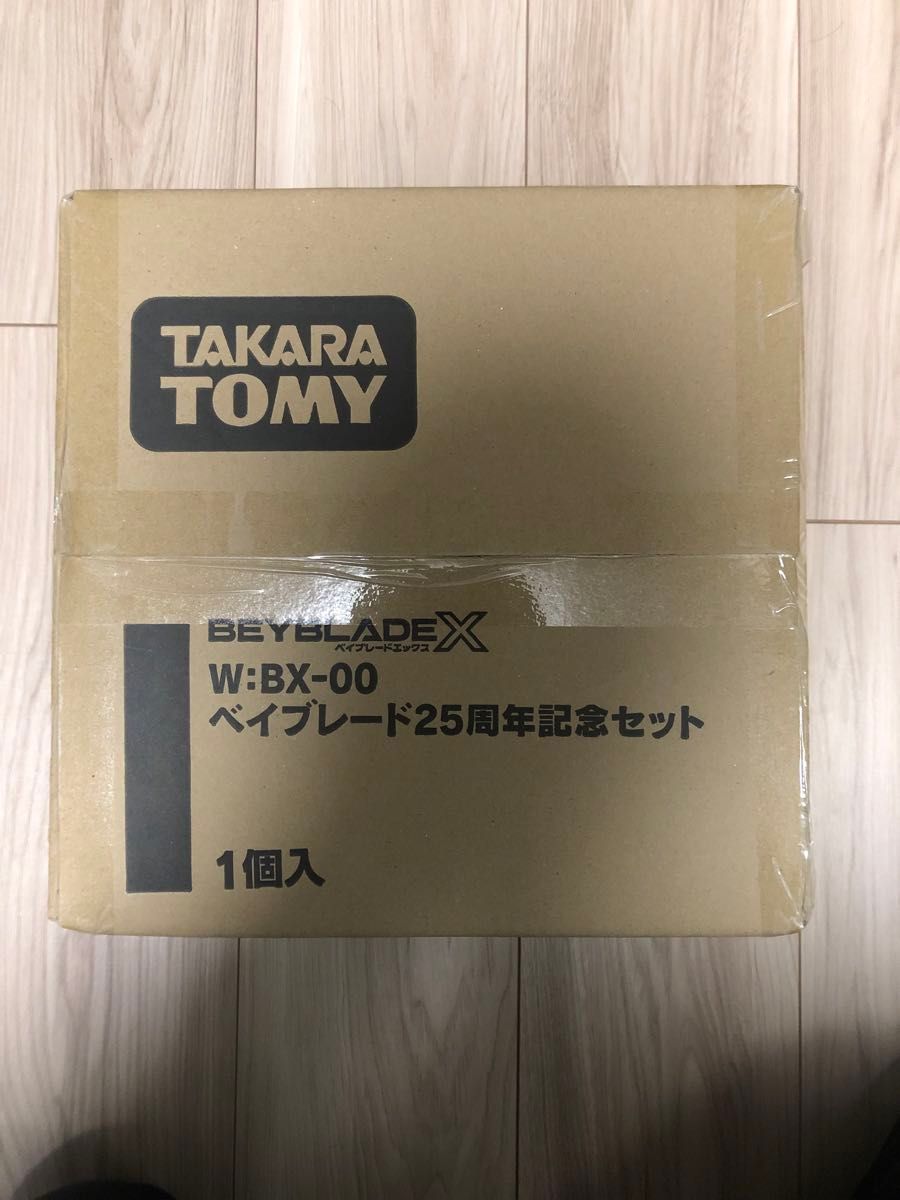 TAKARA
TOMY
BEYBLADE X
ベイブレードエックス
W:BX-00
ベイブレード25周年記念セット
1個入